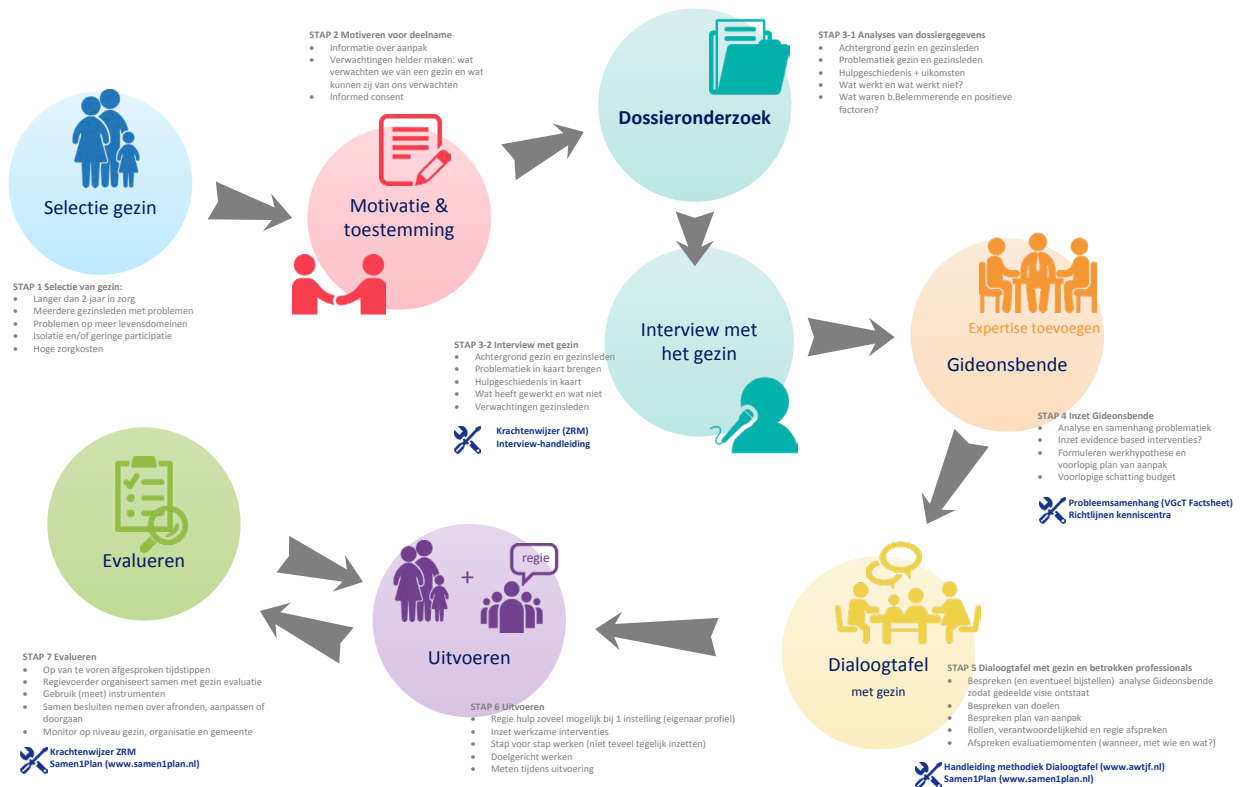 Selectie gezin
STAP 1 Selectie van gezin:
• Langer dan 2 jaar in zorg
• Meerdere gezinsleden met problemen
• Problemen op meer levensdomeinen
• Isolatie en/of geringe participatie
• Hoge zorgkosten
STAP 2 Motiveren voor deelname
• Informatie over aanpak
• Verwachtingen helder maken: wat
verwachten we van een gezin en wat
kunnen zij van ons verwachten
• Informed consent
Motivatie &
toestemming
Dossieronderzoek
STAP 3-1 Analyses van dossiergegevens
• Achtergrond gezin en gezinsleden
• Problematiek gezin en gezinsleden
• Hulpgeschiedenis + uikomsten
• Wat werkt en wat werkt niet?
• Wat waren b.Belemmerende en positieve
factoren?
Interview met
het gezin
STAP 3-2 Interview met gezin
• Achtergrond gezin en gezinsleden
• Problematiek in kaart brengen
• Hulpgeschiedenis in kaart
• Wat heeft gewerkt en wat niet
• Verwachtingen gezinsleden
Krachtenwijzer (ZRM)
Interview-handleiding
Expertise toevoegen
Gideonsbende
STAP 4 Inzet Gideonsbende
• Analyse en samenhang problematiek
• Inzet evidence based interventies?
• Formuleren werkhypothese en
voorlopig plan van aanpak
• Voorlopige schatting budget
Probleemsamenhang (VGcT Factsheet)
Richtlijnen kenniscentra
Dialoogtafel
met gezin
STAP 5 Dialoogtafel met gezin en betrokken professionals
• Bespreken (en eventueel bijstellen) analyse Gideonsbende
zodat gedeelde visie ontstaat
• Bespreken van doelen
• Bespreken plan van aanpak
• Rollen, verantwoordelijkehid en regie afspreken
• Afspreken evaluatiemomenten (wanneer, met wie en wat?)
Handleiding methodiek Dialoogtafel (www.awtjf.nl)
Samen1Plan (www.samen1plan.nl)
+
regie
Uitvoeren
STAP 6 Uitvoeren
• Regie hulp zoveel mogelijk bij 1 instelling (eigenaar profiel)
• Inzet werkzame interventies
• Stap voor stap werken (niet teveel tegelijk inzetten)
• Doelgericht werken
• Meten tijdens uitvoering
Evalueren
STAP 7 Evalueren
• Op van te voren afgesproken tijdstippen
• Regievoerder organiseert samen met gezin evaluatie
• Gebruik (meet) instrumenten
• Samen besluiten nemen over afronden, aanpassen of
doorgaan
• Monitor op niveau gezin, organisatie en gemeente
Krachtenwijzer ZRM
Samen1Plan (www.samen1plan.nl)